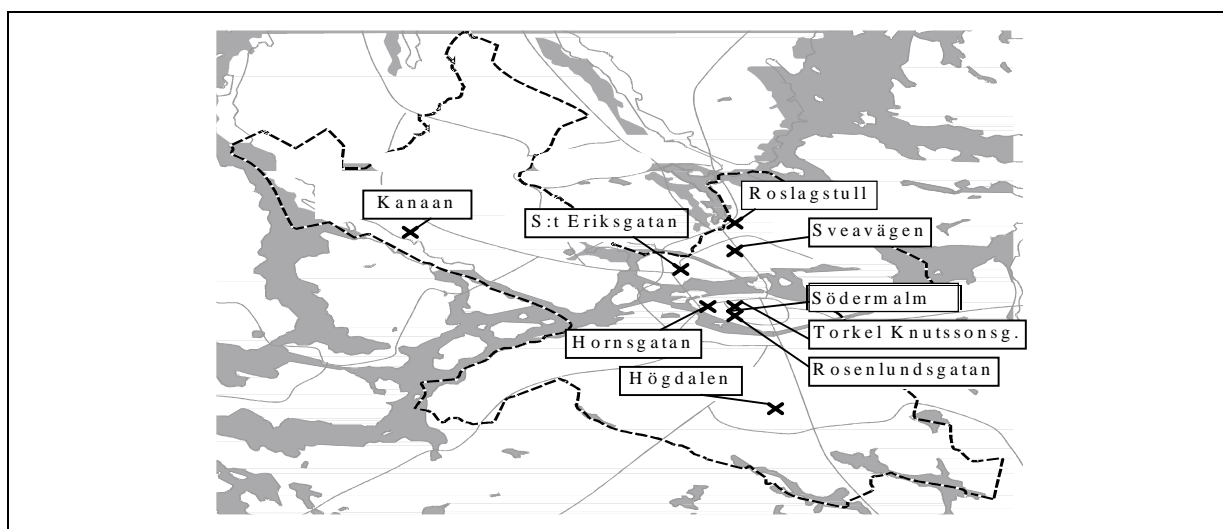 Roslagstull
Kanaan
S:t Eriksgatan
Sveavägen
Södermalm
Torkel Knutssonsg.
Hornsgatan
Rosenlundsgatan
Högdalen